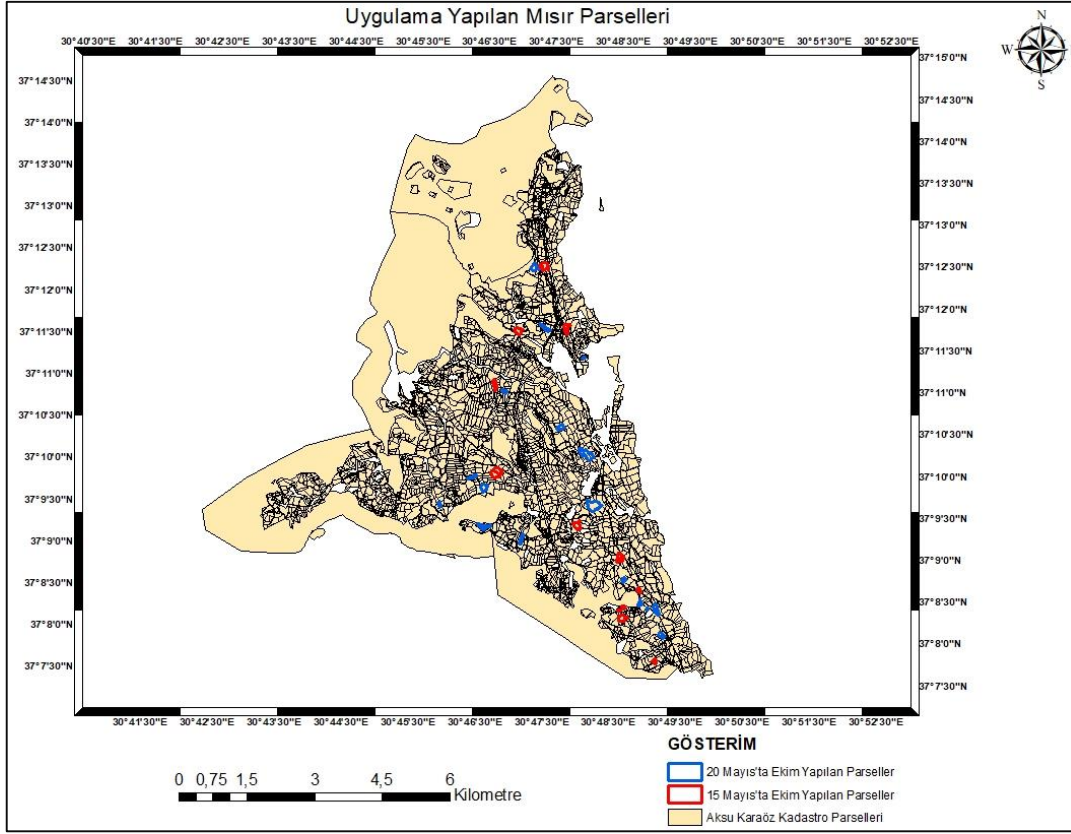 Uygulama Yapılan Mısır Parselleri
N
W
S
30°40'30"E 30°41'30"E 30°42'30"E 30°43'30"E 30°44'30"E 30°45'30"E 30°46'30"E 30°47'30"E 30°48'30"E 30°49'30"E 30°50'30"E 30°51'30"E 30°52'30"E
37°14'30"N
37°14'0"N
37°13'30"N
37°13'0"N
37°12'30"N
37°12'0"N
37°11'30"N
37°11'0"N
37°10'30"N
37°10'0"N
37°9'30"N
37°9'0"N
37°8'30"N
37°8'0"N
37°7'30"N
37°15'0"N
37°14'30"N
37°14'0"N
37°13'30"N
37°13'0"N
37°12'30"N
37°12'0"N
37°11'30"N
37°11'0"N
37°10'30"N
37°10'0"N
37°9'30"N
37°9'0"N
37°8'30"N
37°8'0"N
37°7'30"N
30°41'30"E 30°42'30"E 30°43'30"E 30°44'30"E 30°45'30"E 30°46'30"E 30°47'30"E 30°48'30"E 30°49'30"E 30°50'30"E 30°51'30"E 30°52'30"E
0 0,75 1,5 3 4,5 6
Kilometre
GÖSTERİM
20 Mayıs'ta Ekim Yapılan Parseller
15 Mayıs'ta Ekim Yapılan Parseller
Aksu Karaöz Kadastro Parselleri